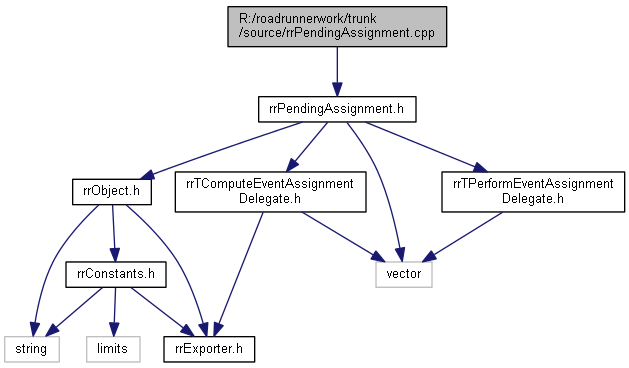 R:/roadrunnerwork/trunk
/source/rrPendingAssignment.cpp
rrPendingAssignment.h
rrObject.h
rrTComputeEventAssignment
Delegate.h
rrTPerformEventAssignment
Delegate.h
rrConstants.h
vector
string
limits
rrExporter.h